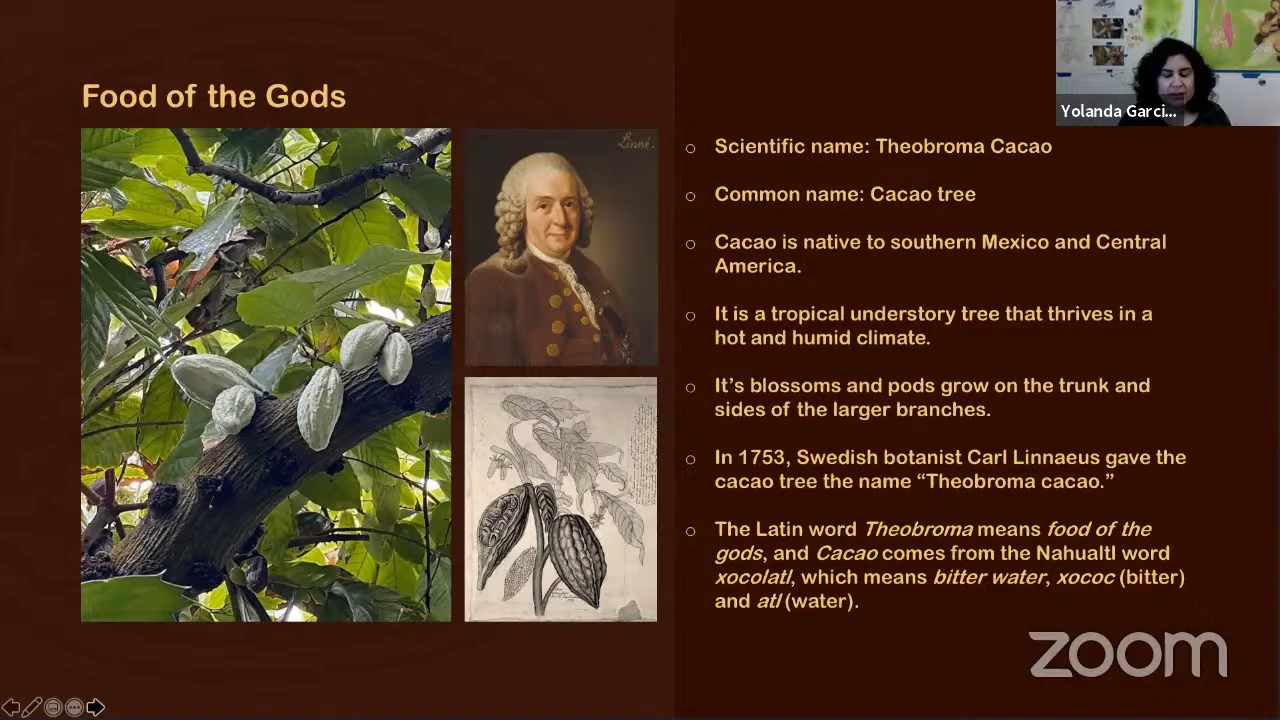 Food of the Gods
Linné.
Yolanda Garci...
Scientific name: Theobroma Cacao
Common name: Cacao tree
Cacao is native to southern Mexico and Central
America.
It is a tropical understory tree that thrives in a
hot and humid climate.
It's blossoms and pods grow on the trunk and
sides of the larger branches.
In 1753, Swedish botanist Carl Linnaeus gave the
cacao tree the name “Theobroma cacao.”
The Latin word Theobroma means food of the
gods, and Cacao comes from the Nahualtl word
xocolatl, which means bitter water, xococ (bitter)
and atl (water).
zoom